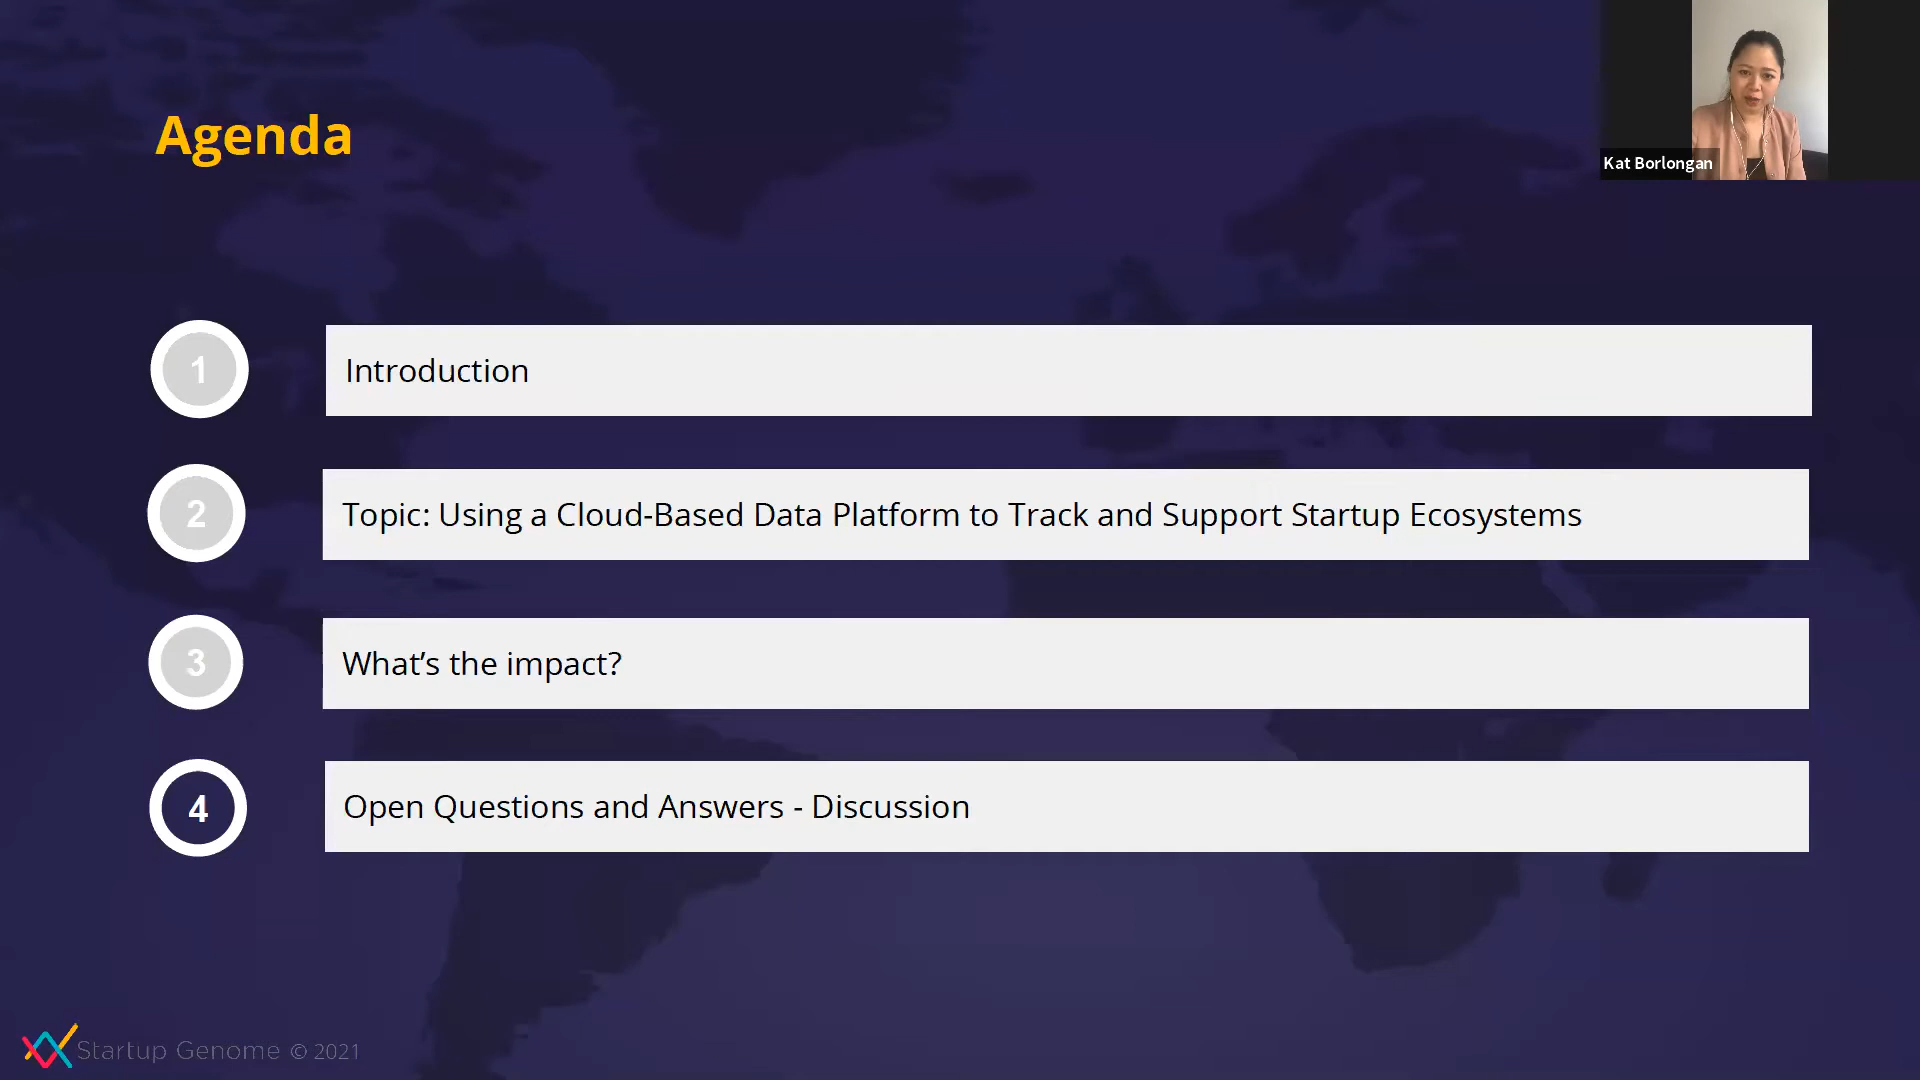 Agenda
Kat Borlongan
1
Introduction
2
Topic: Using a Cloud-Based Data Platform to Track and Support Startup Ecosystems
3
What’s the impact?
4
Open Questions and Answers - Discussion
Startup Genome © 2021